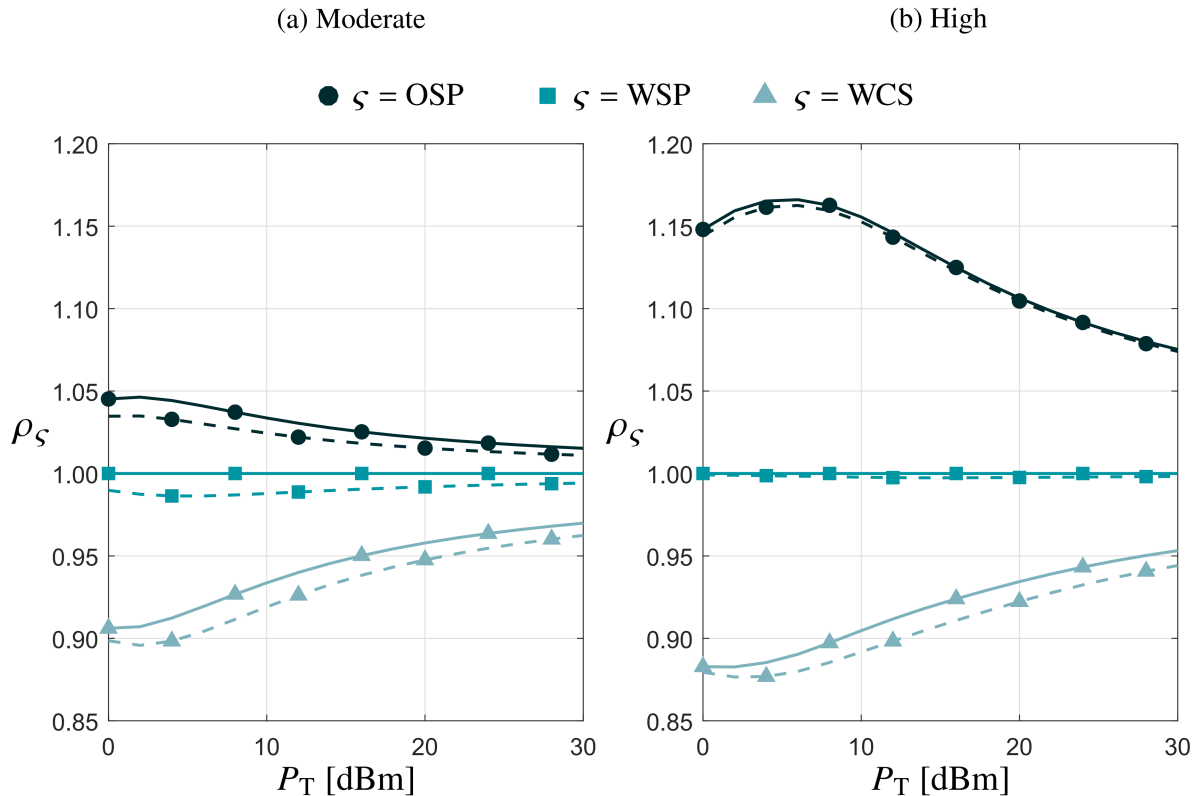 (a) Moderate
(b) High
ς = OSP
ς = WSP
ς = WCS
1.20
1.15
1.10
1.05
1.00
0.95
0.90
0.85
ρς
0
10
20
30
PT [dBm]
1.20
1.15
1.10
1.05
1.00
0.95
0.90
0.85
ρς
0
10
20
30
PT [dBm]